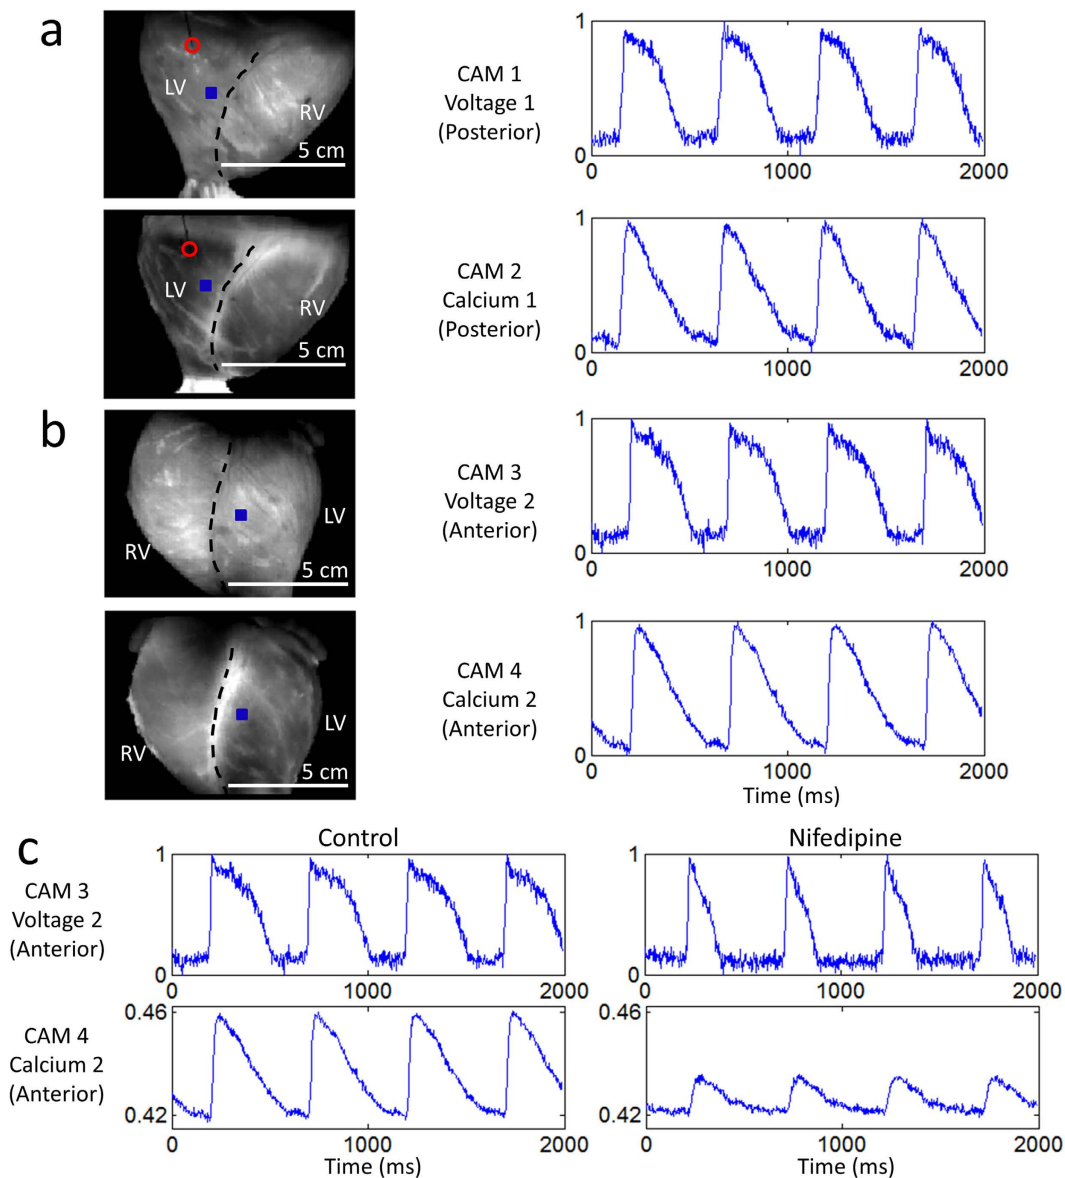 a
LV
RV
5 cm
CAM 1
Voltage 1
(Posterior)
1
0
0
1000
2000
LV
RV
5 cm
CAM 2
Calcium 1
(Posterior)
1
0
0
1000
2000
b
RV
LV
5 cm
CAM 3
Voltage 2
(Anterior)
1
0
0
1000
2000
RV
LV
5 cm
CAM 4
Calcium 2
(Anterior)
1
0
0
1000
2000
Time (ms)
c
Control
Nifedipine
CAM 3
Voltage 2
(Anterior)
1
0
0
1000
2000
1
0
0
1000
2000
CAM 4
Calcium 2
(Anterior)
0.46
0.42
0
1000
2000
Time (ms)
0.46
0.42
0
1000
2000
Time (ms)